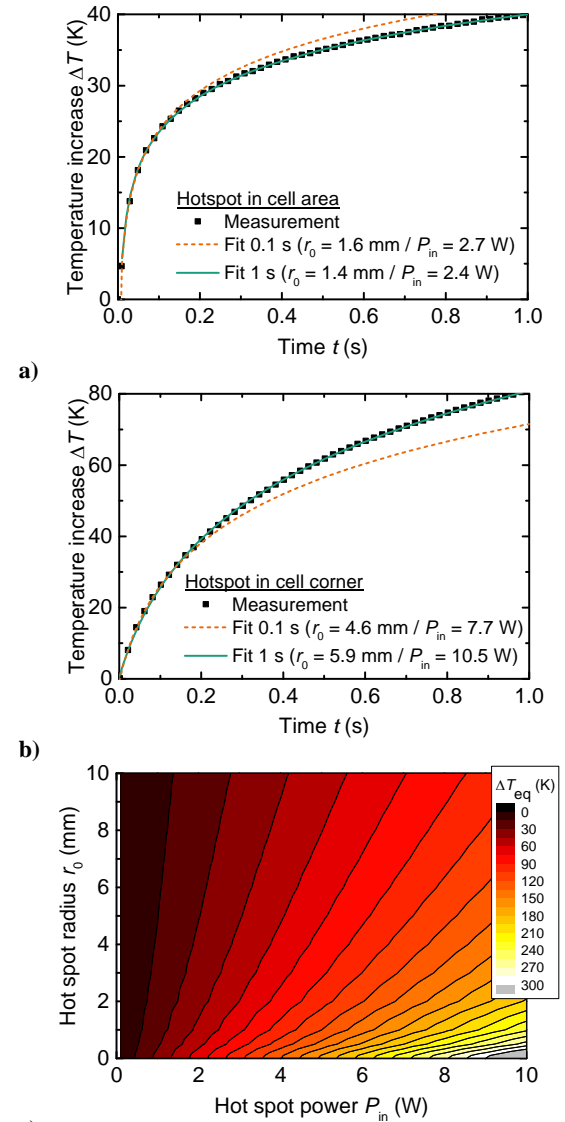 40
30
20
10
0
Temperature increase ΔT (K)
Hotspot in cell area
Measurement
Fit 0.1 s (r0 = 1.6 mm / Pin = 2.7 W)
Fit 1 s (r0 = 1.4 mm / Pin = 2.4 W)
0.0 0.2 0.4 0.6 0.8 1.0
Time t (s)
a)
80
60
40
20
0
Temperature increase ΔT (K)
Hotspot in cell corner
Measurement
Fit 0.1 s (r0 = 4.6 mm / Pin = 7.7 W)
Fit 1 s (r0 = 5.9 mm / Pin = 10.5 W)
0.0 0.2 0.4 0.6 0.8 1.0
Time t (s)
b)
10
8
6
4
2
0
Hot spot radius r0 (mm)
ΔTeq (K)
0
30
60
90
120
150
180
210
240
270
300
0 2 4 6 8 10
Hot spot power Pin (W)